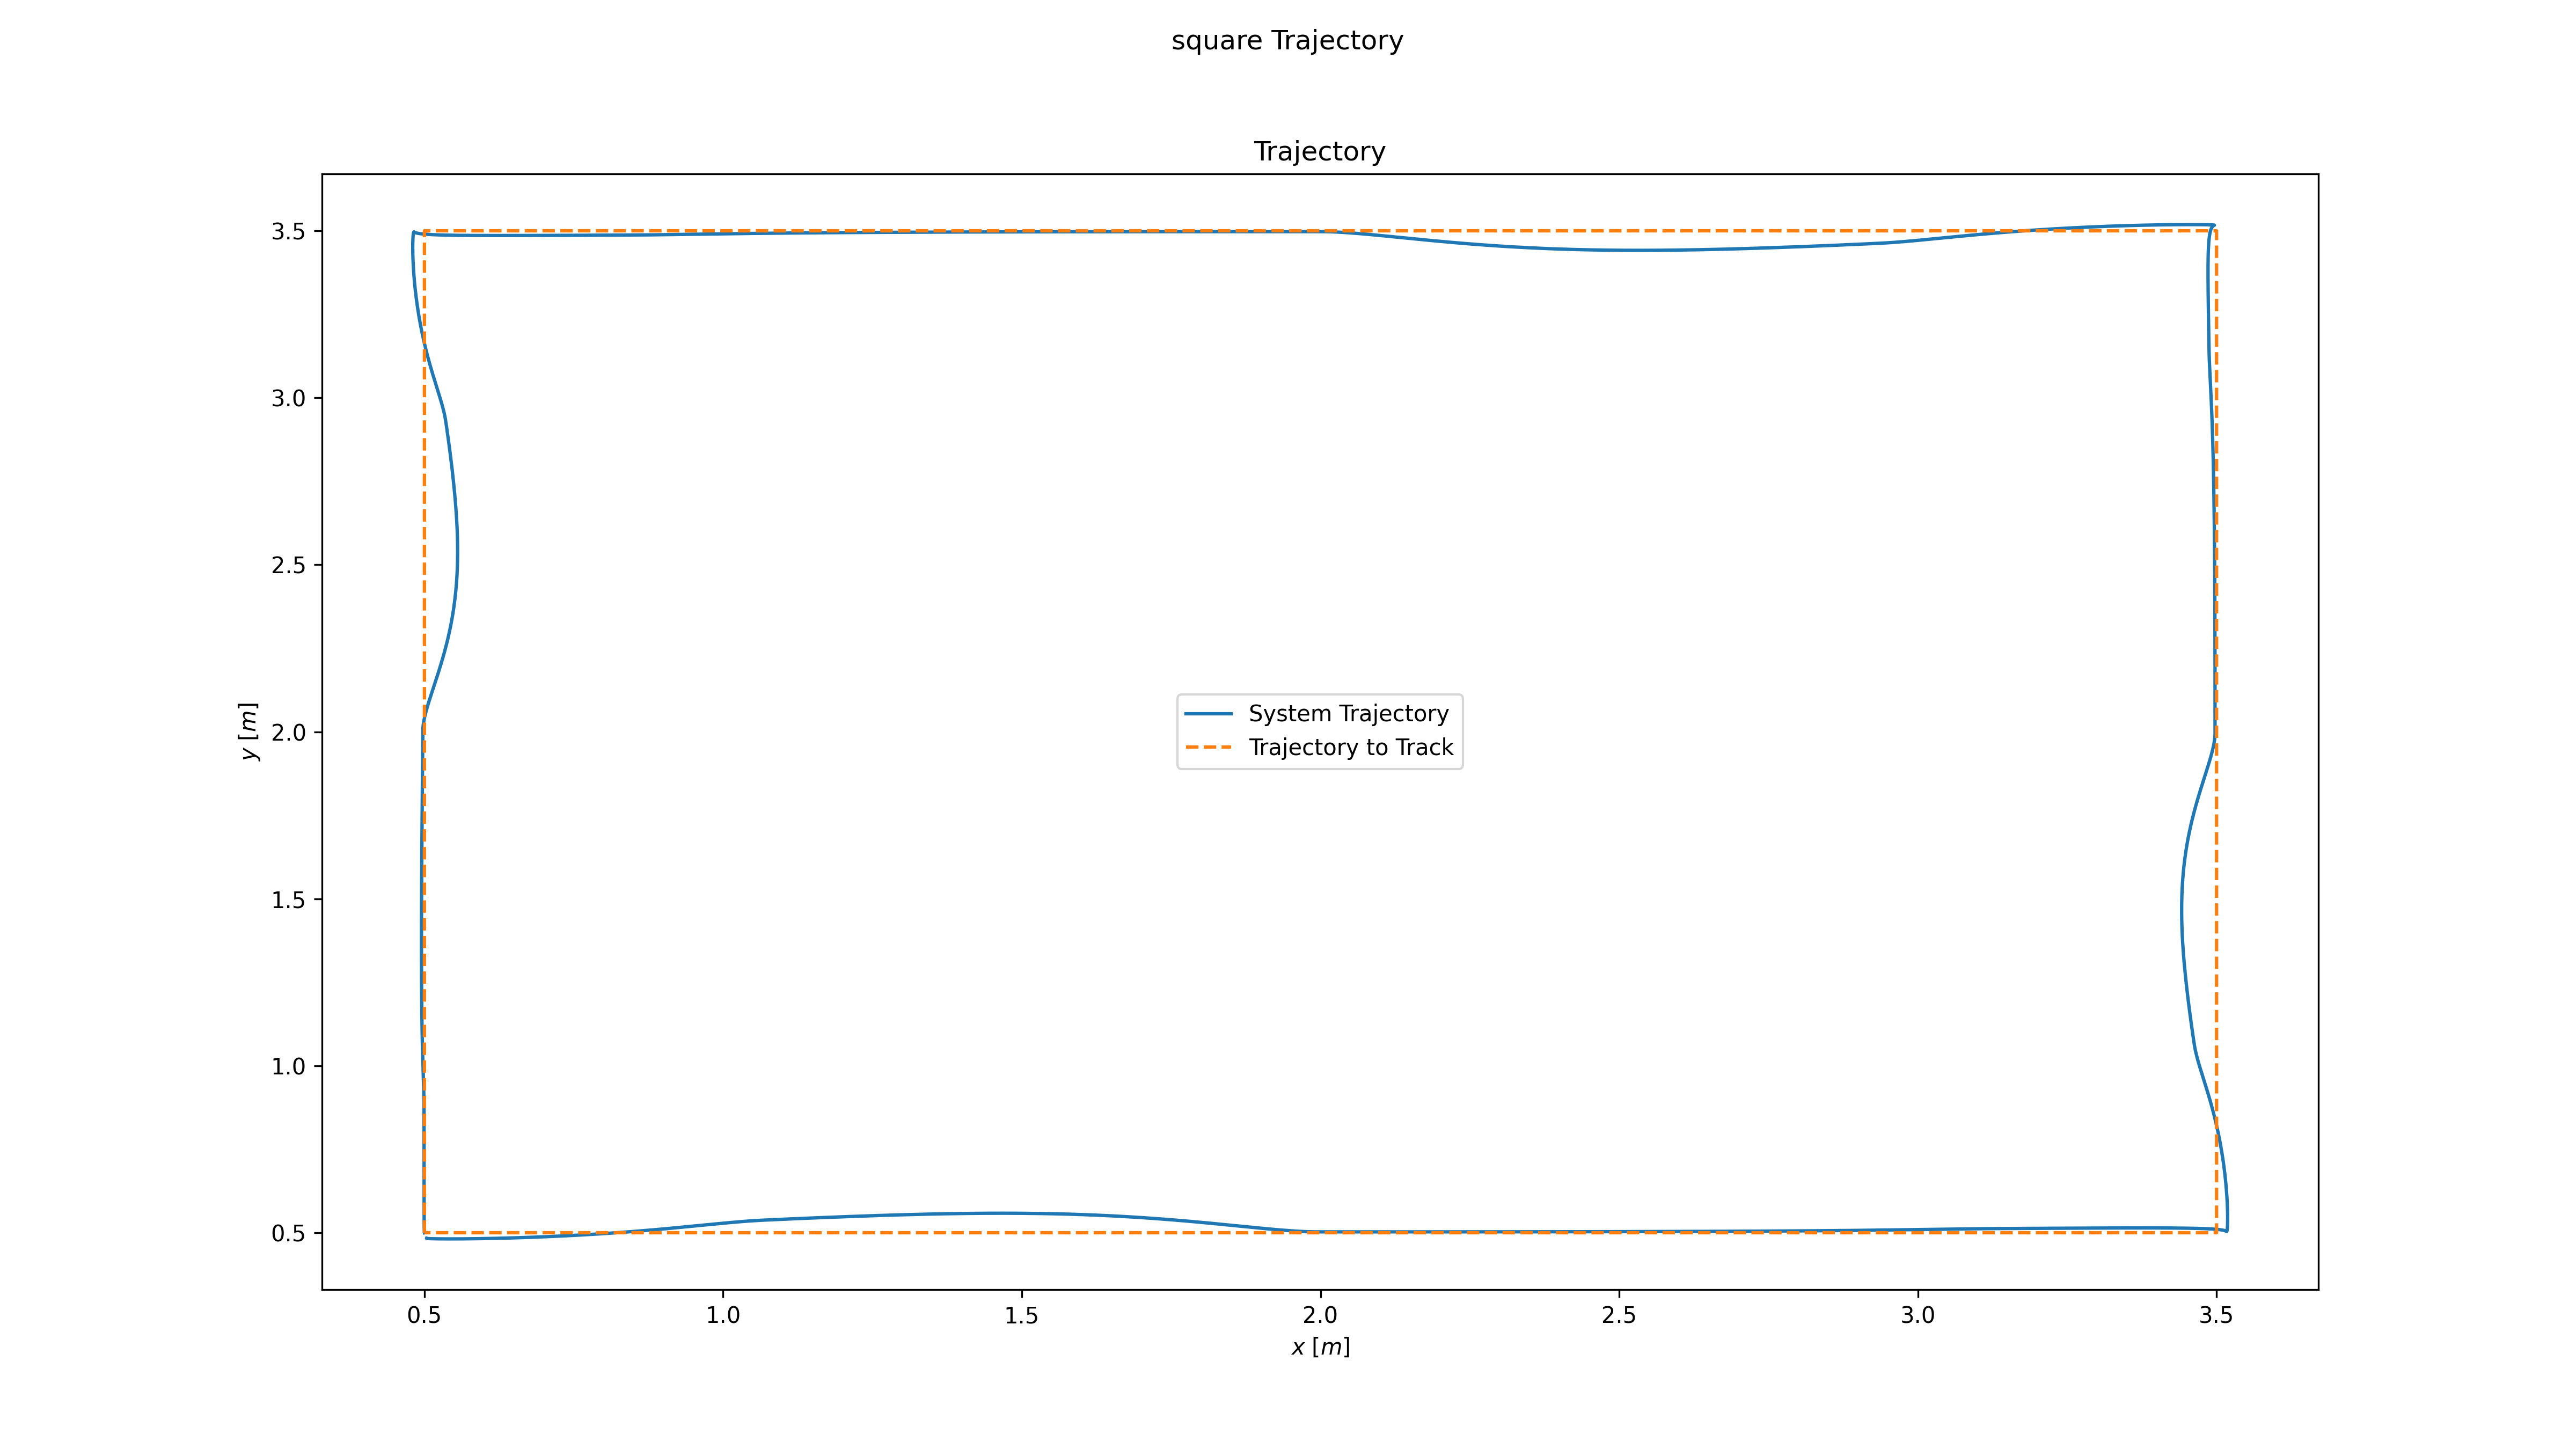 square Trajectory
Trajectory
3.5
3.0
2.5
2.0
1.5
1.0
0.5
y [m]
System Trajectory
Trajectory to Track
0.5 1.0 1.5 2.0 2.5 3.0 3.5
x [m]